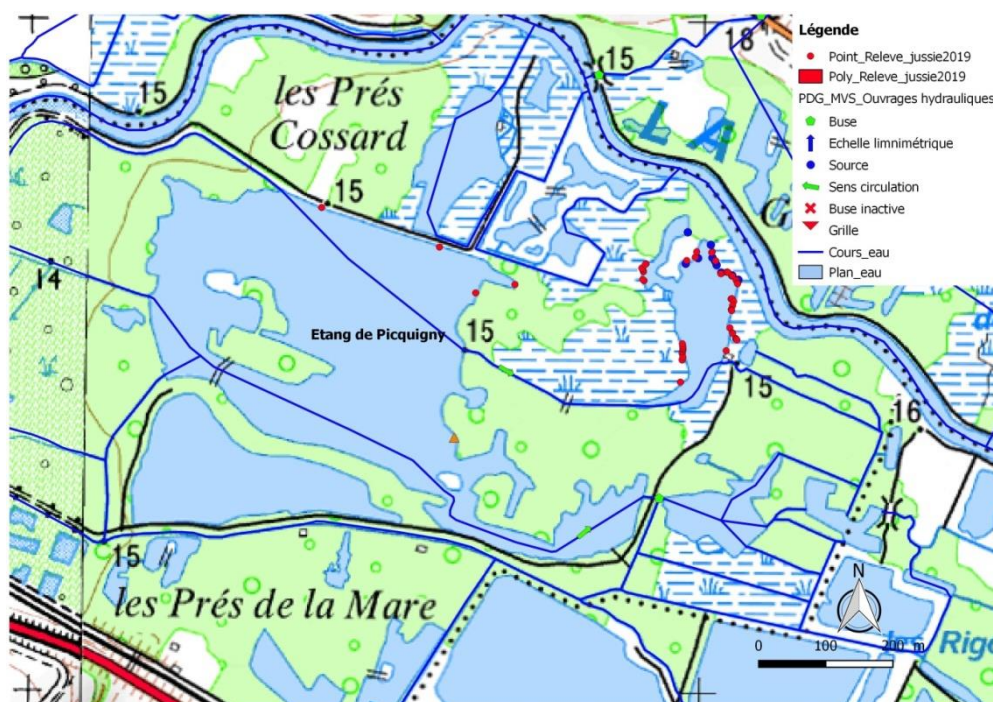 Légende
Point_Releve_jussie2019
Poly_Releve_jussie2019
PDG_MVS_Ouvrages hydrauliques
Buse
Echelle limnimétrique
Source
Sens circulation
Buse inactive
Grille
Cours_eau
Plan_eau
18
15
15
les Prés
Cossard
LA
15
14
Etang de Picquigny
15
15
16
15
les Prés de la Mare
N
0 100 200 m